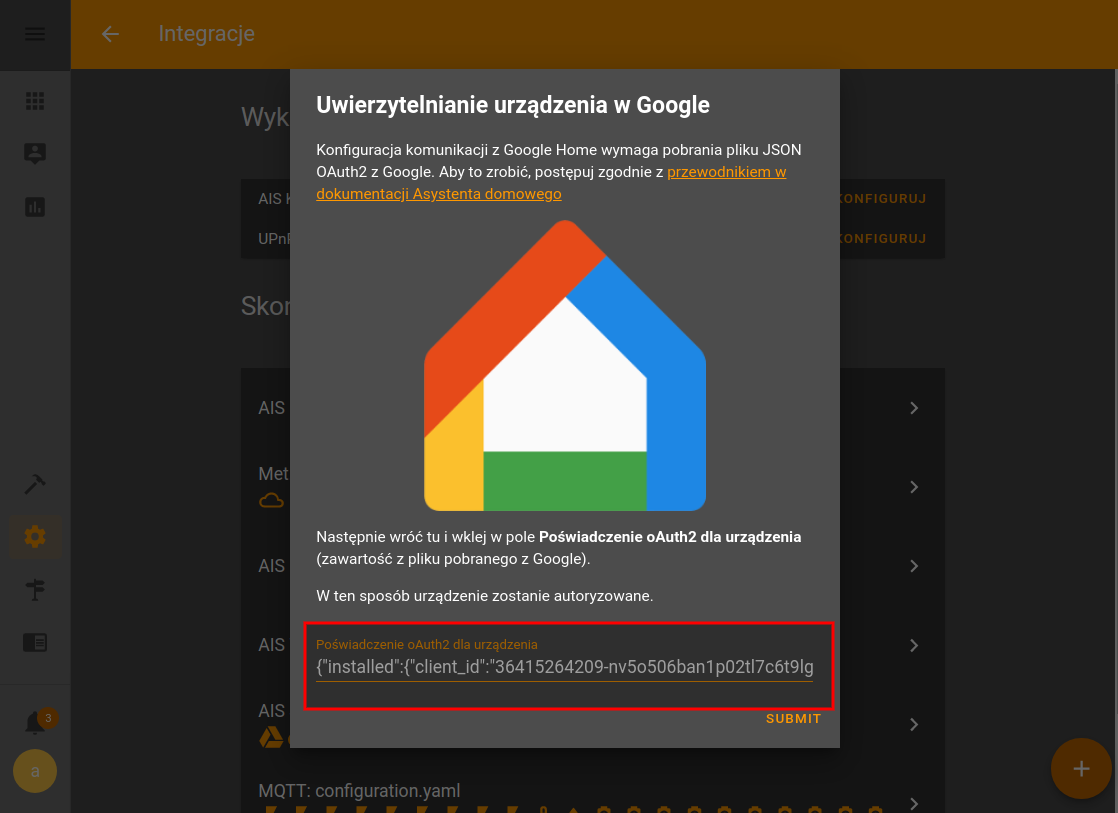 Integracje
Wyk
Uwierzytelnianie urządzenia w Google
Konfiguracja komunikacji z Google Home wymaga pobrania pliku JSON
OAuth2 z Google. Aby to zrobić, postępuj zgodnie z przewodnikiem w
dokumentacji Asystenta domowego
AIS K
KONFIGURUJ
UPnP
KONFIGURUJ
Skon
AIS
Met
AIS
AIS
AIS
Następnie wróć tu i wklej w pole Poświadczenie oAuth2 dla urządzenia
(zawartość z pliku pobranego z Google).
W ten sposób urządzenie zostanie autoryzowane.
Poświadczenie oAuth2 dla urządzenia
{"installed":{"client_id":"36415264209-nv5o506ban1p02tl7c6t9lg
SUBMIT
3
a
MQTT: configuration.yaml